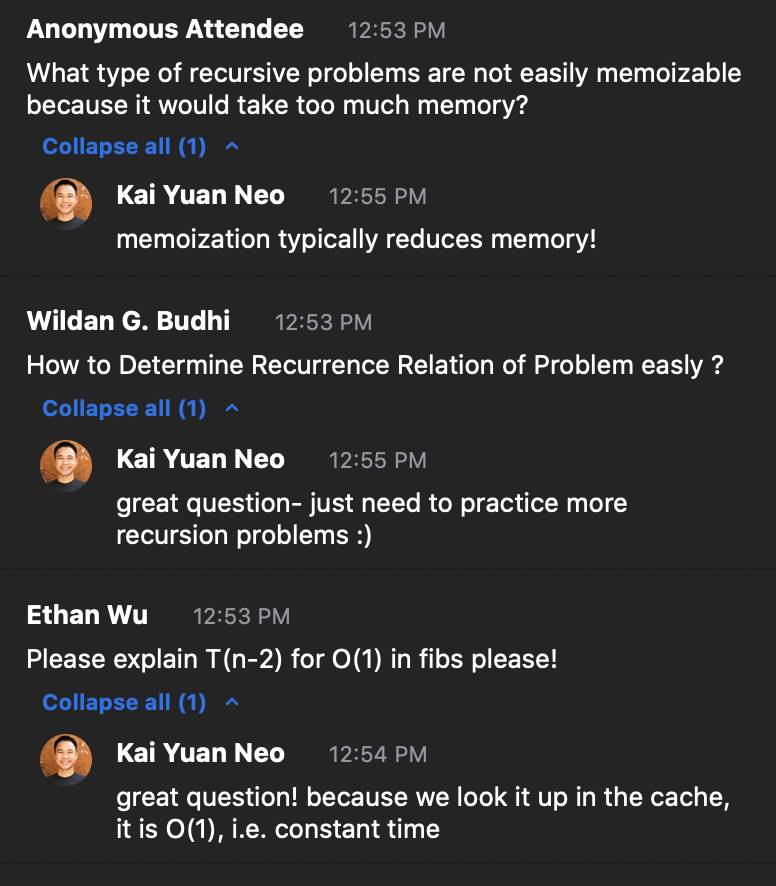 Anonymous Attendee 12:53 PM
What type of recursive problems are not easily memoizable
because it would take too much memory?
Collapse all (1)
Kai Yuan Neo 12:55 PM
memoization typically reduces memory!
Wildan G. Budhi 12:53 PM
How to Determine Recurrence Relation of Problem easly ?
Collapse all (1)
Kai Yuan Neo 12:55 PM
great question- just need to practice more
recursion problems :)
Ethan Wu 12:53 PM
Please explain T(n-2) for O(1) in fibs please!
Collapse all (1)
Kai Yuan Neo 12:54 PM
great question! because we look it up in the cache,
it is O(1), i.e. constant time